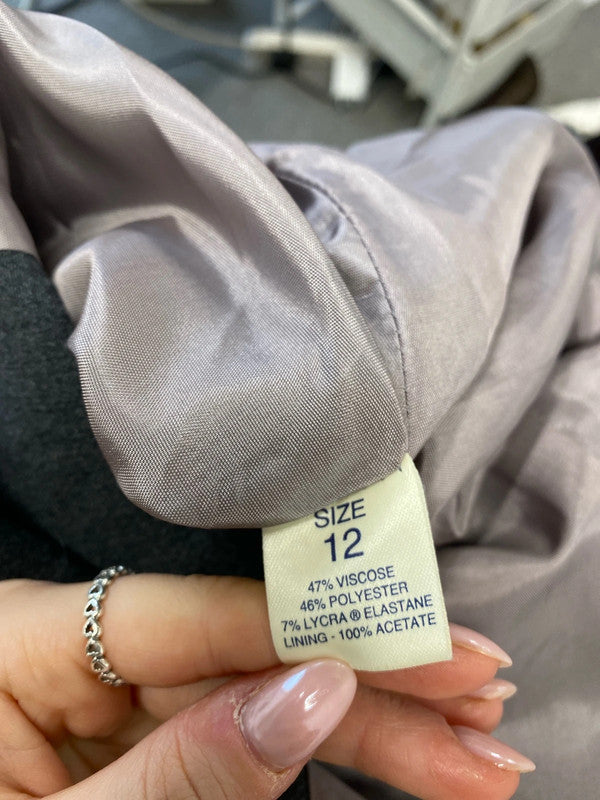 SIZE
12
47% VISCOSE
46% POLYESTER
7% LYCRA ® ELASTANE
LINING - 100% ACETATE